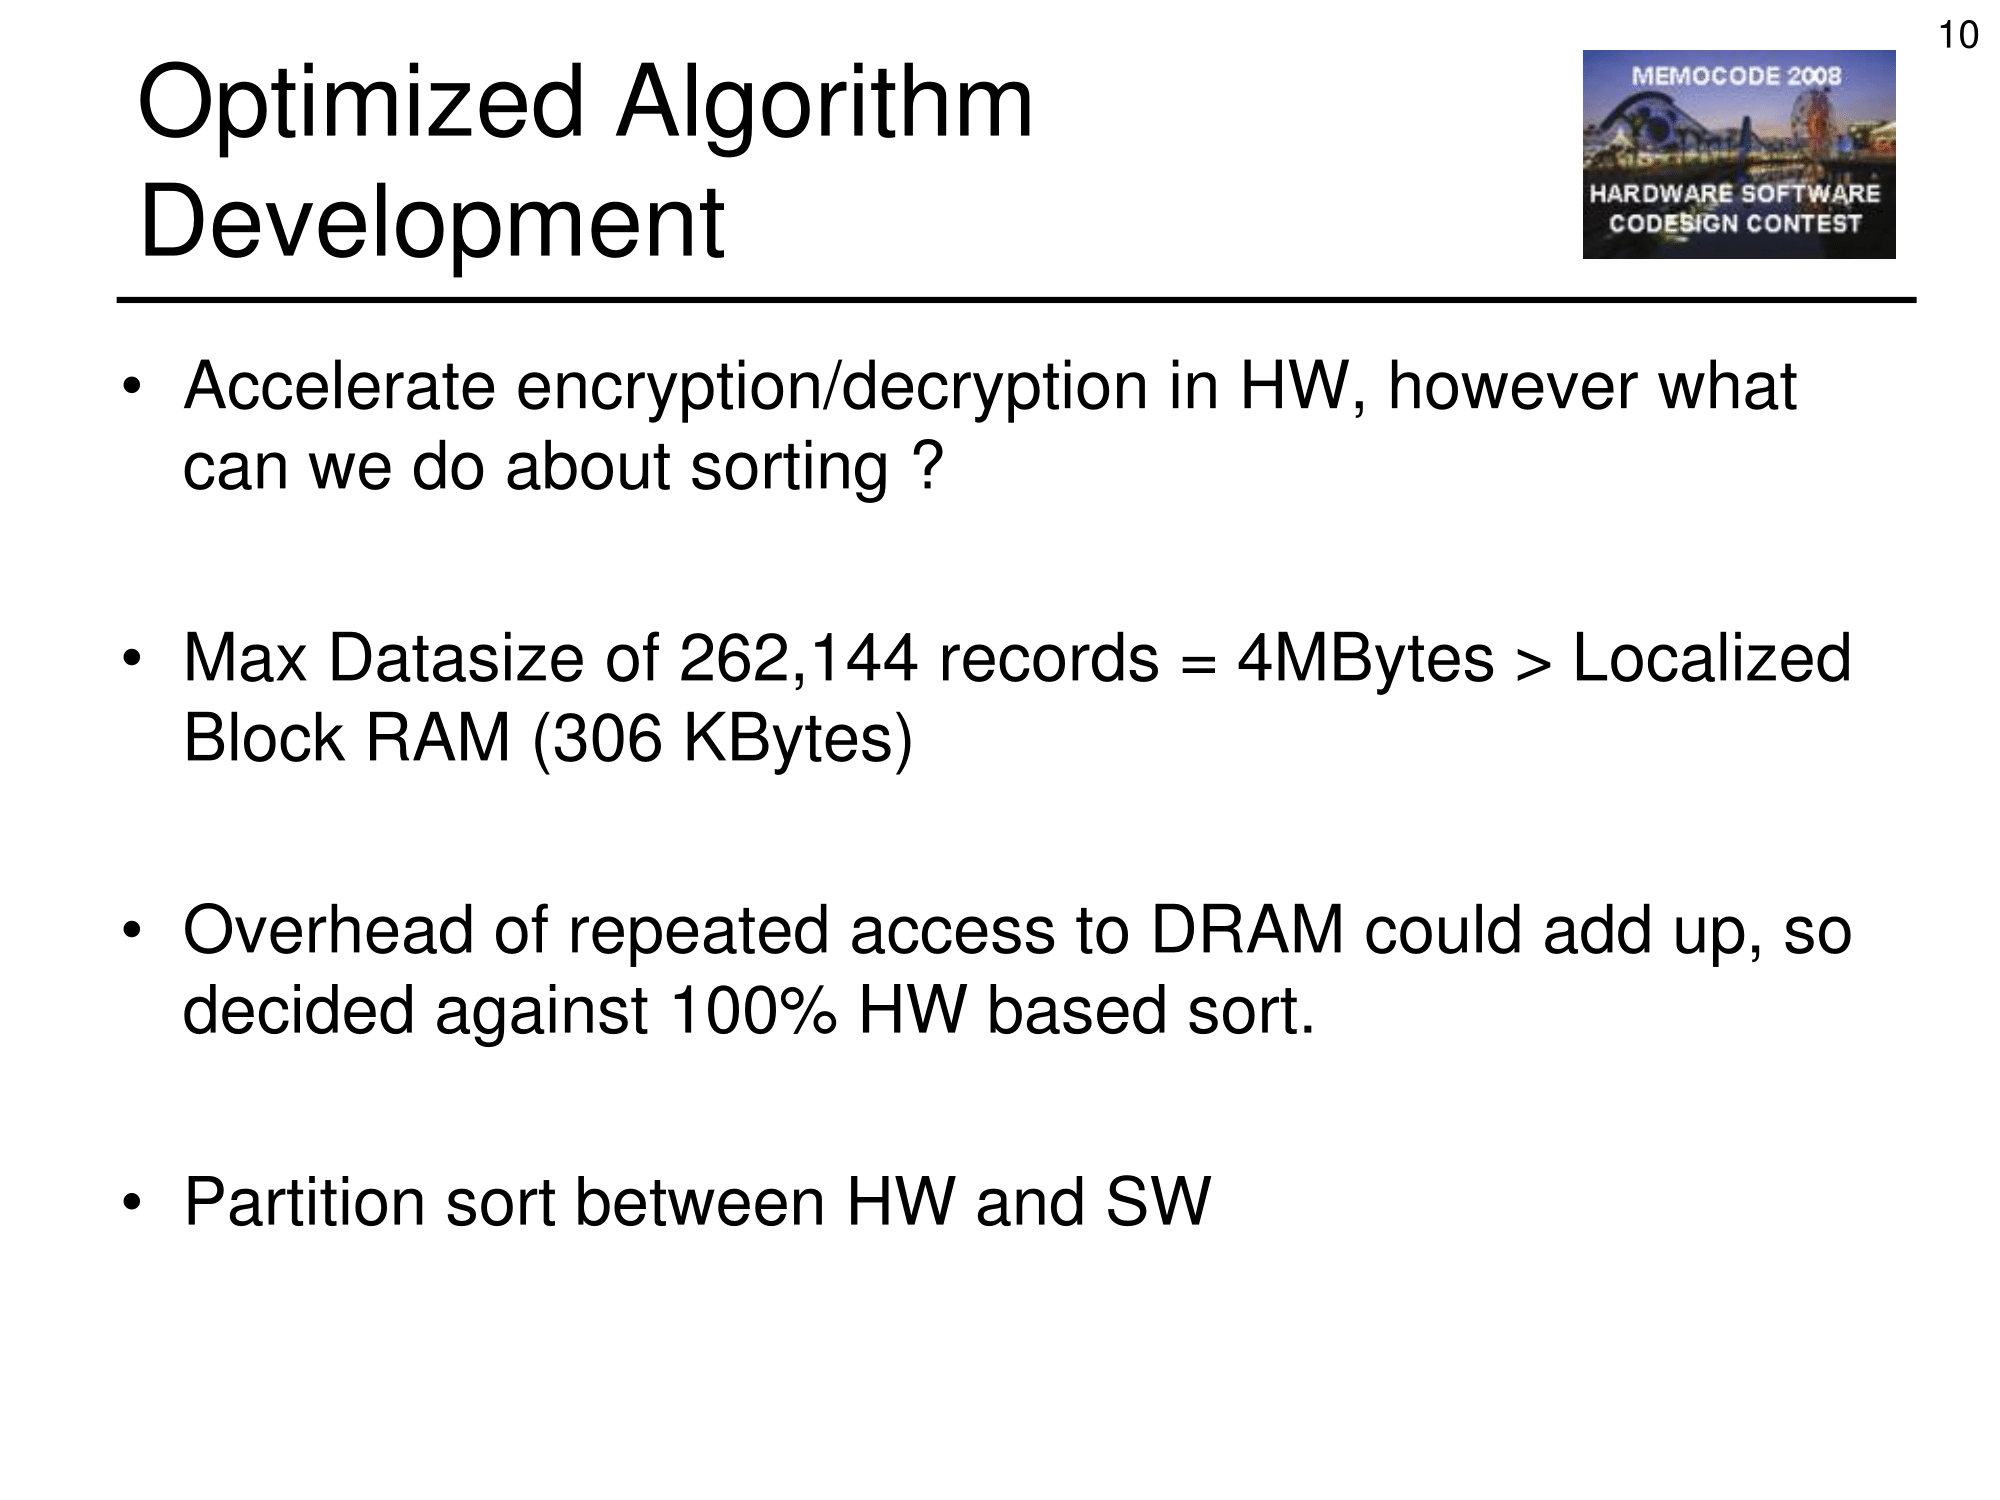 10
Optimized Algorithm
Development
MEMOCODE 2008
HARDWARE SOFTWARE
CODESIGN CONTEST
• Accelerate encryption/decryption in HW, however what
can we do about sorting ?
• Max Datasize of 262,144 records = 4MBytes > Localized
Block RAM (306 KBytes)
• Overhead of repeated access to DRAM could add up, so
decided against 100% HW based sort.
• Partition sort between HW and SW